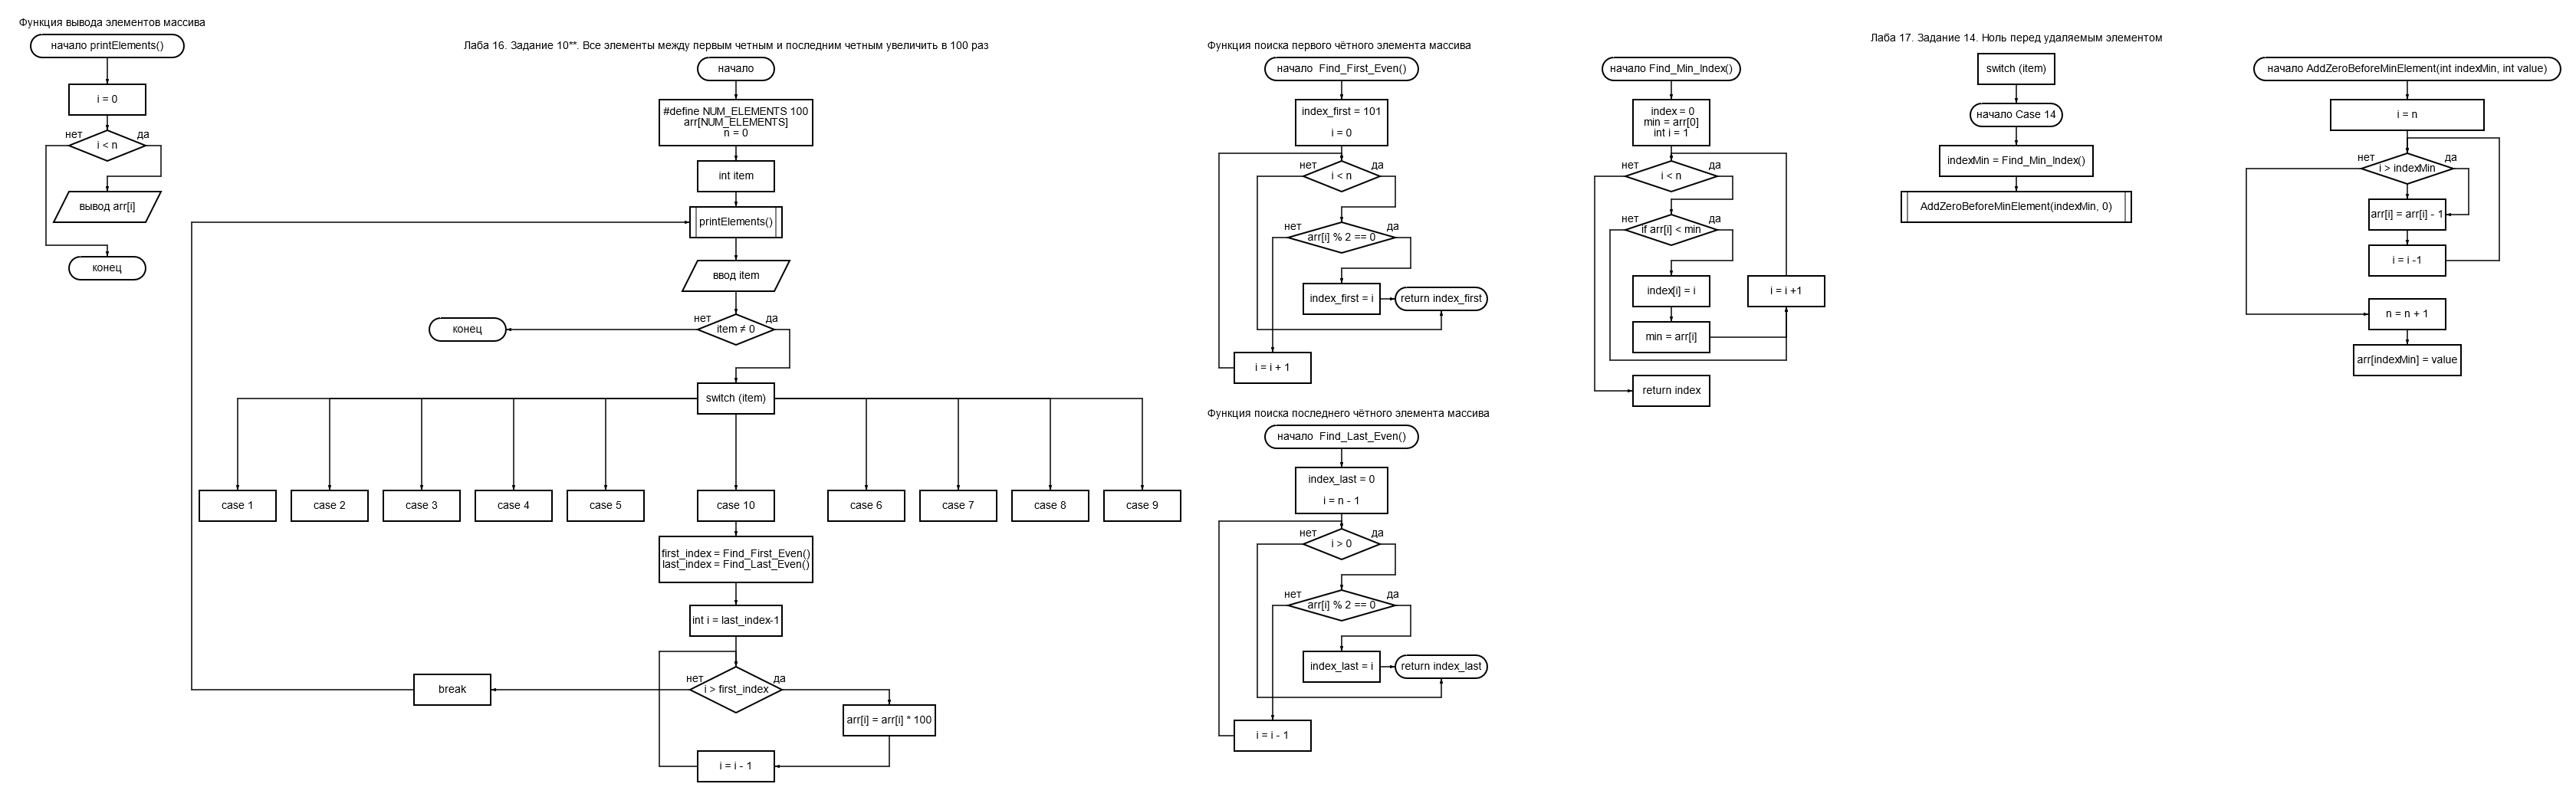 Функция вывода элементов массива
начало printElements()
i = 0
нет
да
i < n
вывод arr[i]
конец
Лаба 16. Задание 10**. Все элементы между первым четным и последним четным увеличить в 100 раз
начало
#define NUM_ELEMENTS 100
arr[NUM_ELEMENTS]
n = 0
int item
printElements()
ввод item
нет
да
item ≠ 0
конец
switch (item)
case 1
case 2
case 3
case 4
case 5
case 10
case 6
case 7
case 8
case 9
first_index = Find_First_Even()
last_index = Find_Last_Even()
int i = last_index-1
нет
да
i > first_index
break
arr[i] = arr[i] * 100
i = i - 1
Функция поиска первого чётного элемента массива
начало  Find_First_Even()
index_first = 101
i = 0
нет
да
i < n
нет
да
arr[i] % 2 == 0
index_first = i
return index_first
i = i + 1
Функция поиска последнего чётного элемента массива
начало  Find_Last_Even()
index_last = 0
i = n - 1
нет
да
i > 0
нет
да
arr[i] % 2 == 0
index_last = i
return index_last
i = i - 1
начало Find_Min_Index()
index = 0
min = arr[0]
int i = 1
нет
да
i < n
нет
да
if arr[i] < min
index[i] = i
i = i +1
min = arr[i]
return index
Лаба 17. Задание 14. Ноль перед удаляемым элементом
switch (item)
начало Case 14
indexMin = Find_Min_Index()
AddZeroBeforeMinElement(indexMin, 0)
начало AddZeroBeforeMinElement(int indexMin, int value)
i = n
нет
да
i > indexMin
arr[i] = arr[i] - 1
i = i -1
n = n + 1
arr[indexMin] = value